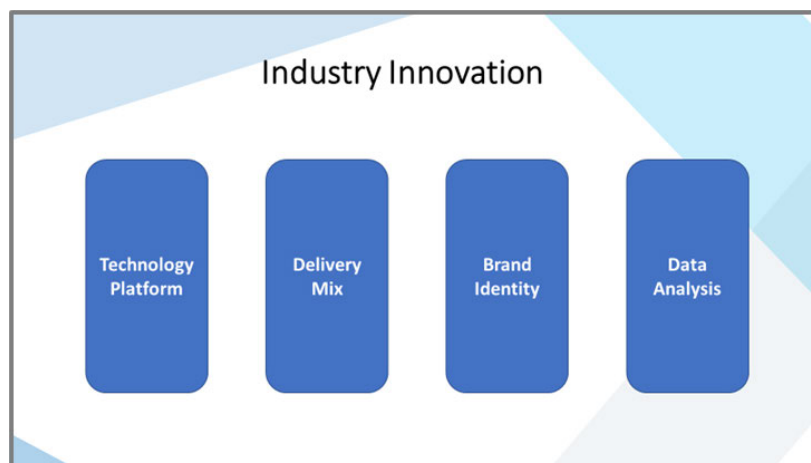 Industry Innovation
Technology
Platform
Delivery
Mix
Brand
Identity
Data
Analysis